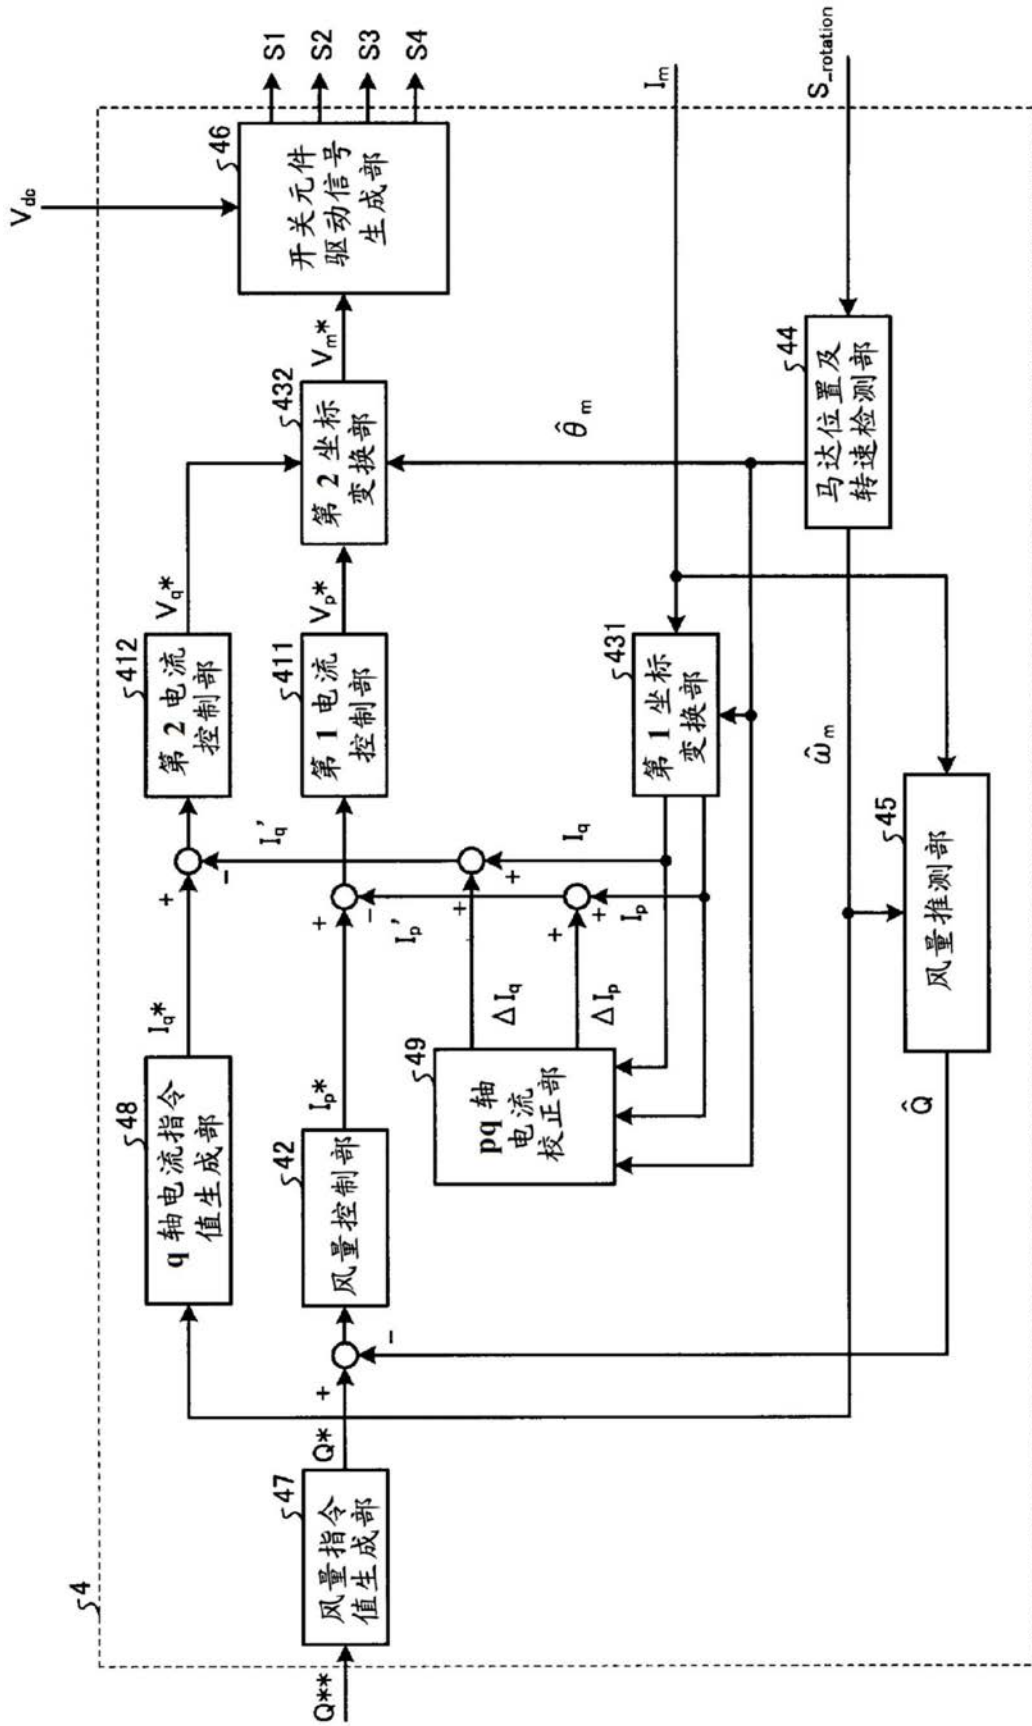 4
Q**
47
风量指令
值生成部
Q*
+
-
48
q 轴电流指令
值生成部
Iq*
+
-
Iq'
412
第 2 电流
控制部
Vq*
42
风量控制部
Ip*
+
-
Ip'
411
第 1 电流
控制部
Vp*
432
第 2 坐标
变换部
Vm*
46
开关元件
驱动信号
生成部
Vdc
S1
S2
S3
S4
49
pq 轴
电流
校正部
ΔIq
+
+
Iq
ΔIp
+
+
Ip
431
第 1 坐标
变换部
Im
θ̂m
44
马达位置及
转速检测部
S_rotation
ω̂m
45
风量推测部
Q̂